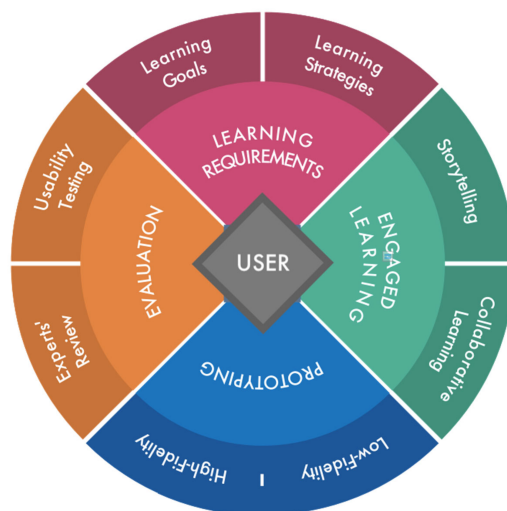 Learning
Goals
Learning
Strategies
LEARNING
REQUIREMENTS
Storytelling
ENGAGED
LEARNING
Collaborative
Learning
Low-Fidelity
High-Fidelity
PROTOTYPING
Experts'
Review
Usability
Testing
EVALUATION
USER